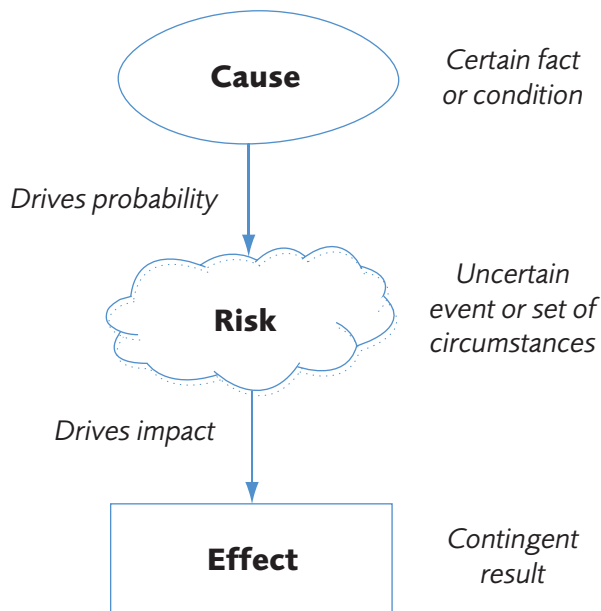 Cause
Certain fact
or condition
Drives probability
Risk
Uncertain
event or set of
circumstances
Drives impact
Effect
Contingent
result